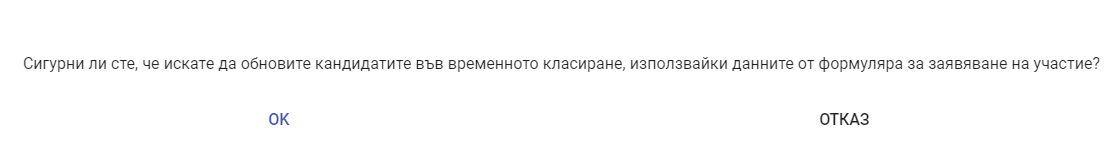 Сигурни ли сте, че искате да обновите кандидатите във временното класиране, използвайки данните от формуляра за заявяване на участие?
OK
ОТКАЗ